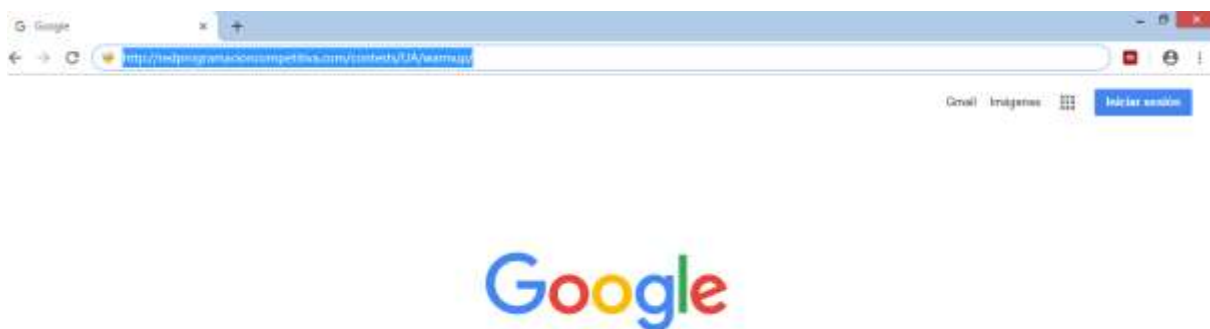 G Google
http://redprogramacioncompetitiva.com/contests/UA/warmup/
Gmail Imágenes Iniciar sesión
Google